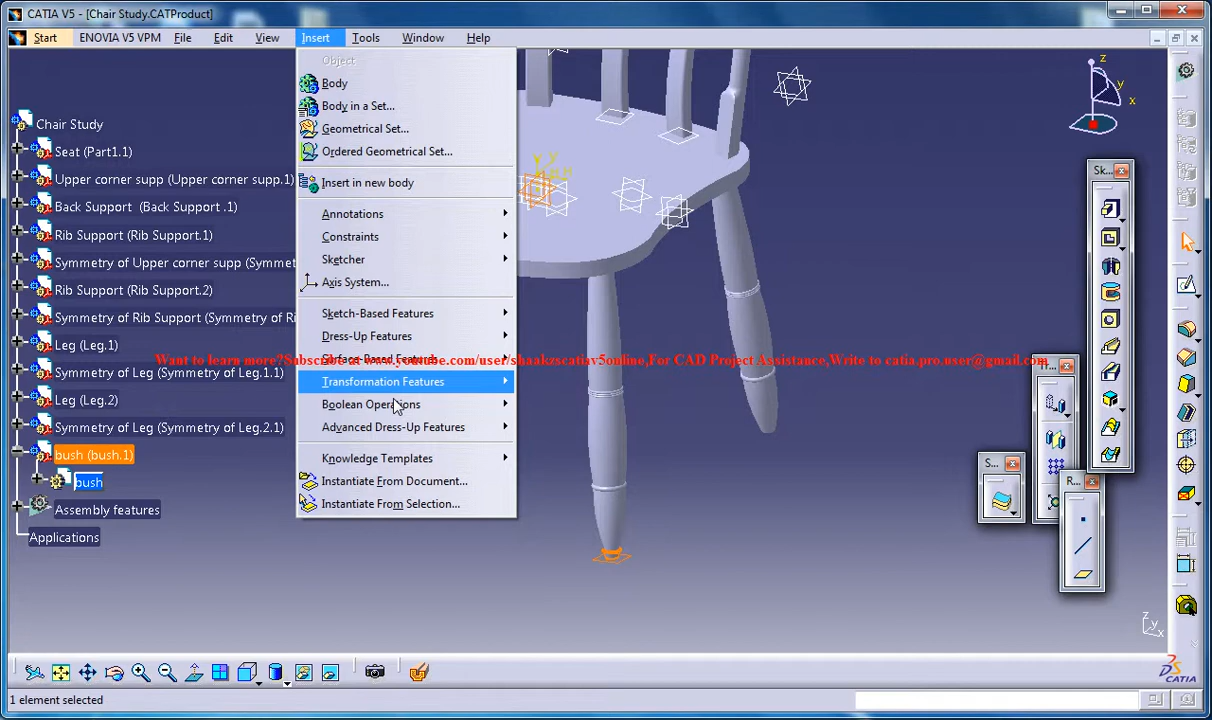 CATIA V5 - [Chair Study.CATProduct]
Start ENOVIA V5 VPM File Edit View Insert Tools Window Help
Object
Body
Body in a Set...
Geometrical Set...
Ordered Geometrical Set...
Insert in new body
Annotations
Constraints
Sketcher
Axis System...
Sketch-Based Features
Dress-Up Features
Surface-Based Features
Transformation Features
Boolean Operations
Advanced Dress-Up Features
Knowledge Templates
Instantiate From Document...
Instantiate From Selection...
Chair Study
Seat (Part1.1)
Upper corner supp (Upper corner supp.1)
Back Support (Back Support .1)
Rib Support (Rib Support.1)
Symmetry of Upper corner supp (Symme
Rib Support (Rib Support.2)
Symmetry of Rib Support (Symmetry of R
Leg (Leg.1)
Want to learn more?Subscribe at www.youtube.com/user/shaakzscatiav5online,For CAD Project Assistance,Write to catia.pro.user@gmail.com
Symmetry of Leg (Symmetry of Leg.1.1)
Leg (Leg.2)
Symmetry of Leg (Symmetry of Leg.2.1)
bush (bush.1)
bush
Assembly features
Applications
z
y
x
Sk...
Tr...
S...
R...
z
y
x
CATIA
1 element selected